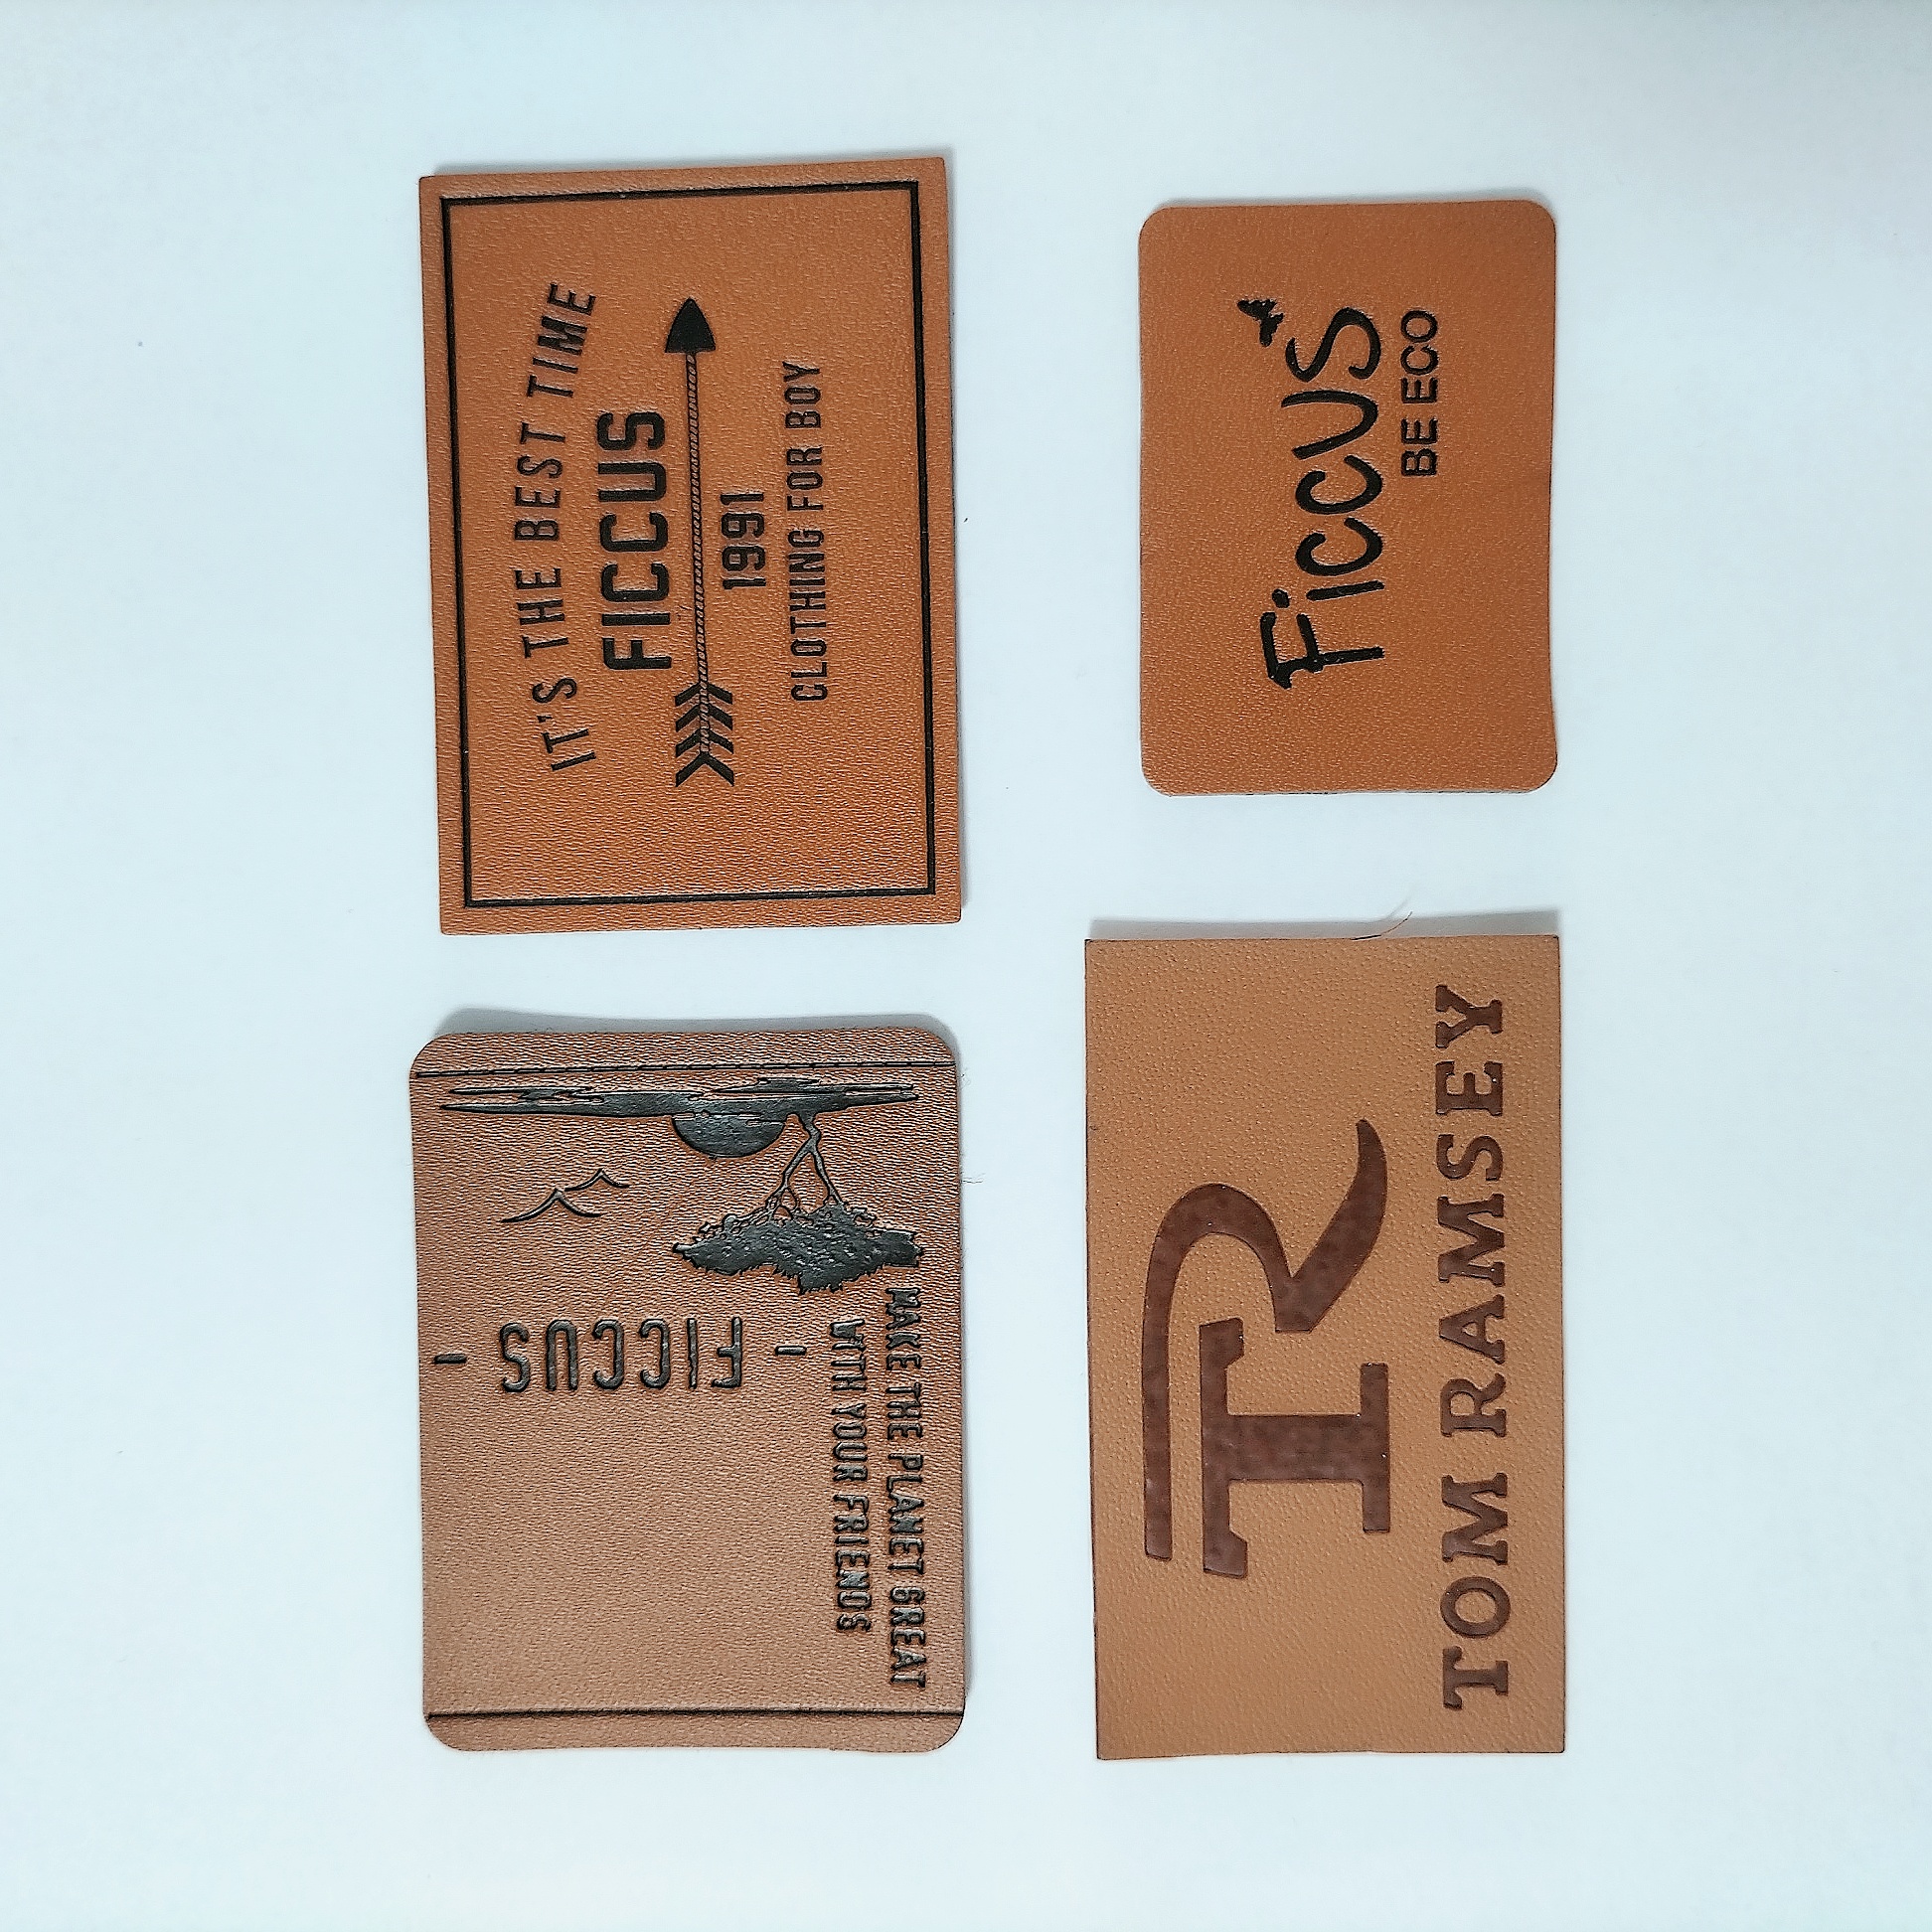 IT'S THE BEST TIME
FICCUS
1991
CLOTHING FOR BOY
FiCCUS
BE ECO
- FICCUS -
MAKE THE PLANET GREAT
WITH YOUR FRIENDS
TR
TOM RAMSEY